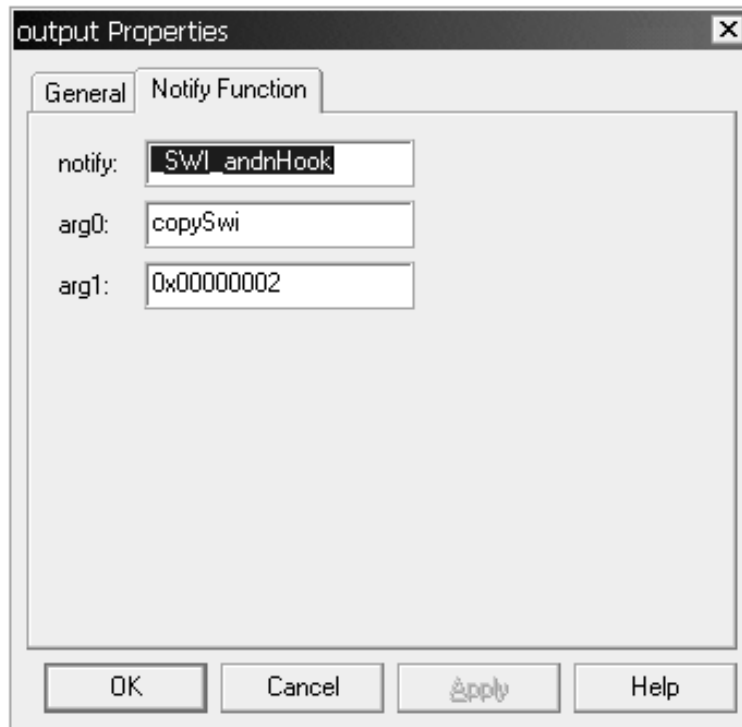 output Properties
General
Notify Function
notify: _SWI_andnHook
arg0: copySwi
arg1: 0x00000002
OK
Cancel
Apply
Help